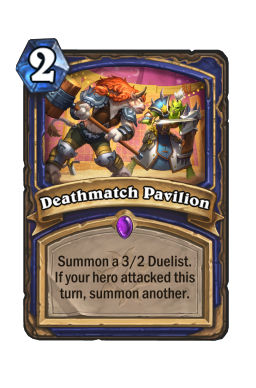 2
Deathmatch Pavilion
Summon a 3/2 Duelist.
If your hero attacked this
turn, summon another.